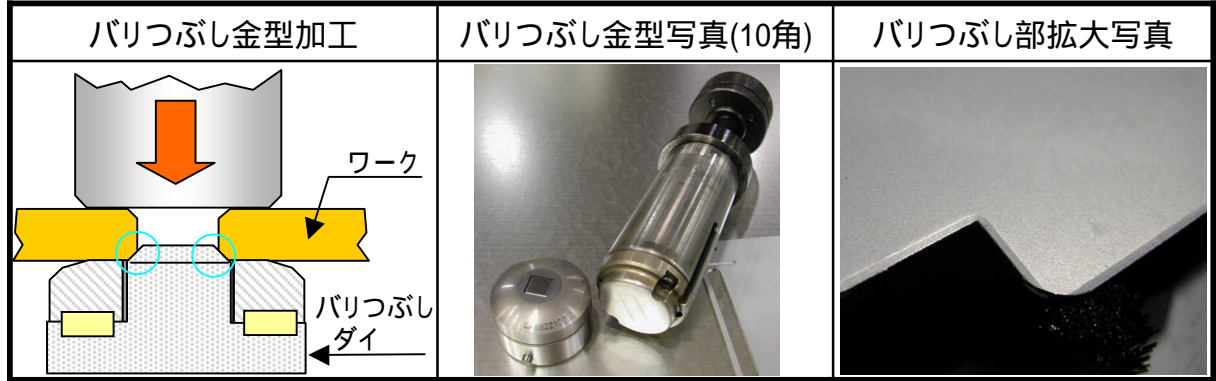 バリつぶし金型加工
バリつぶし金型写真(10角)
バリつぶし部拡大写真
ワーク
バリつぶし
ダイ